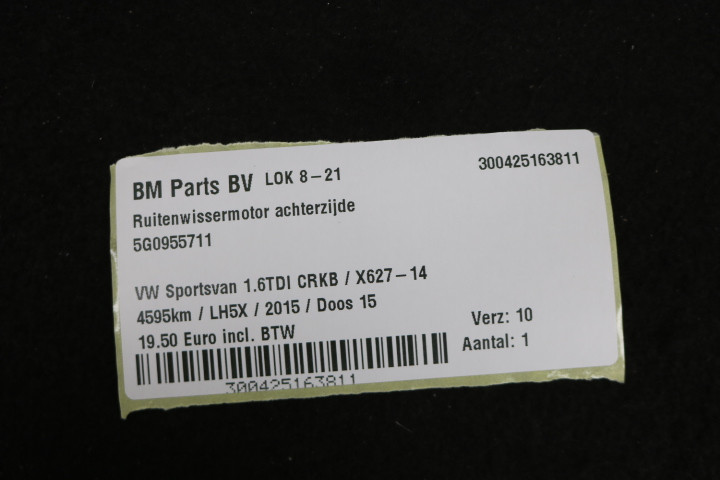 BM Parts BV LOK 8-21 300425163811
Ruitenwissermotor achterzijde
5G0955711
VW Sportsvan 1.6TDI CRKB / X627-14
4595km / LH5X / 2015 / Doos 15
19.50 Euro incl. BTW Verz: 10
Aantal: 1
300425163811